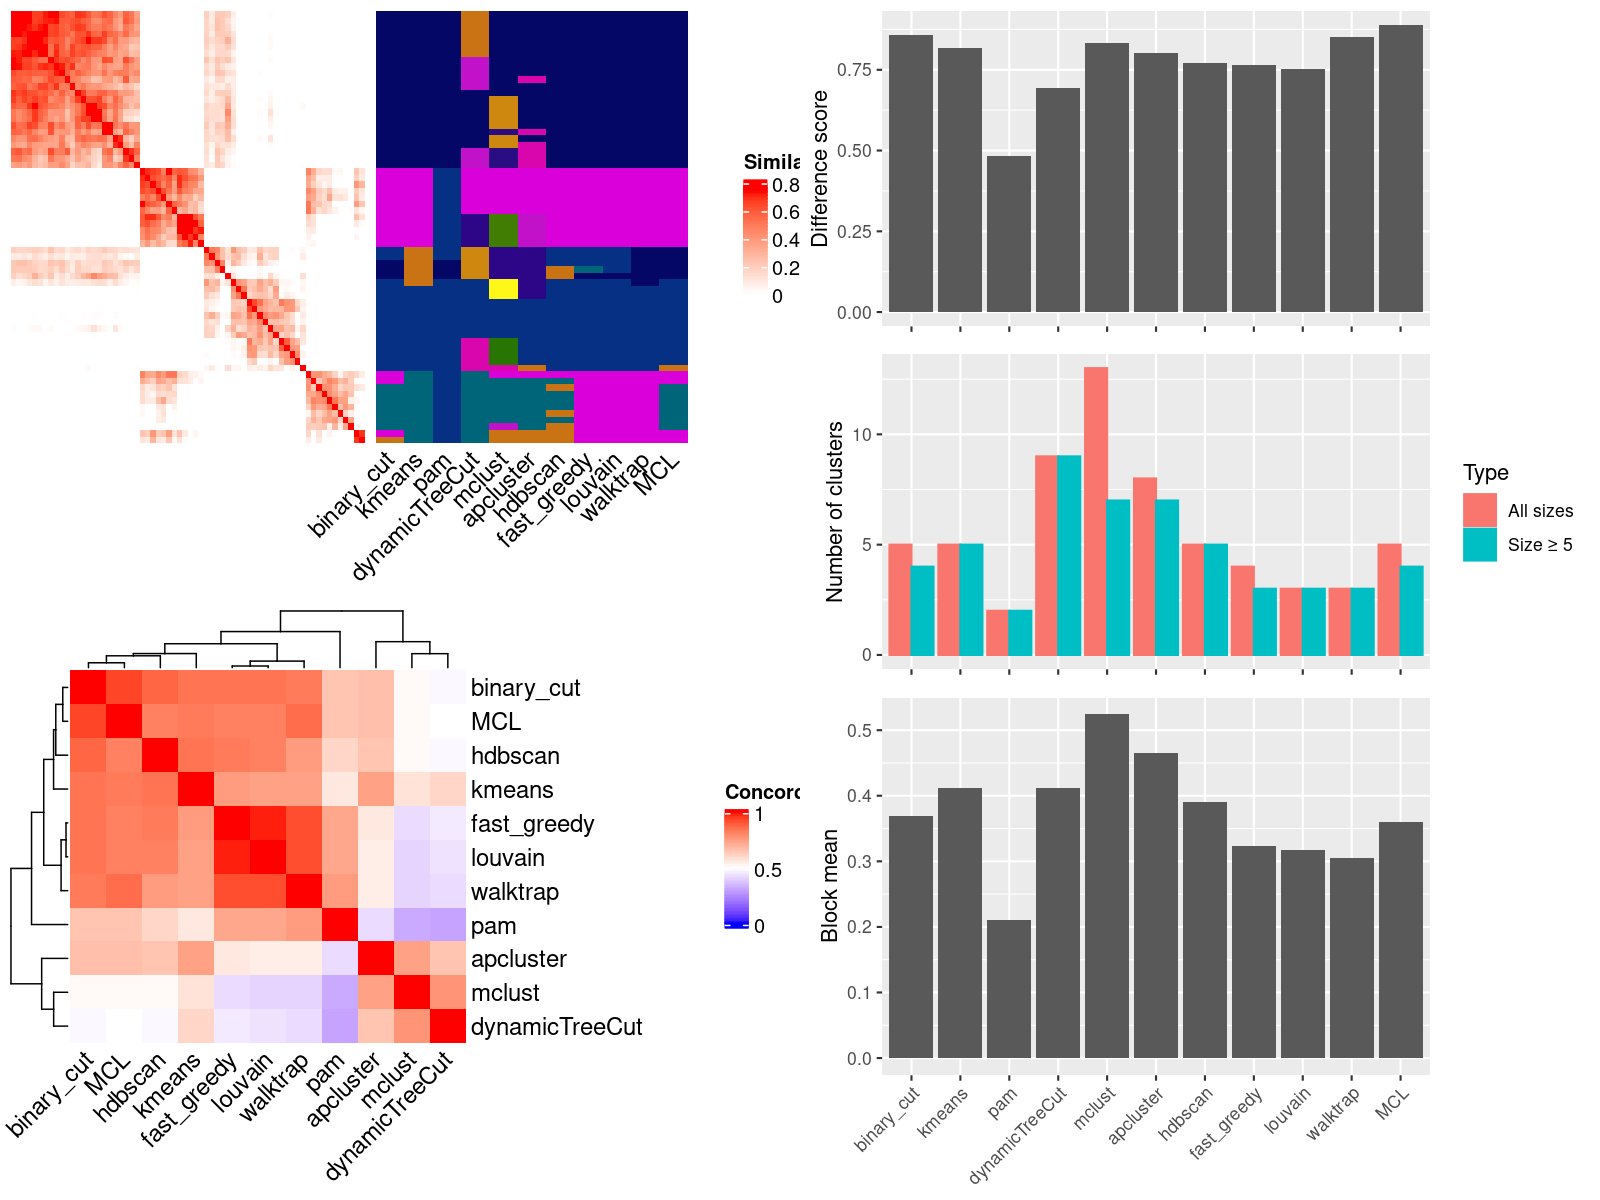 Simila
0.8
0.6
0.4
0.2
0
binary_cut
kmeans
pam
dynamicTreeCut
mclust
apcluster
hdbscan
fast_greedy
louvain
walktrap
MCL
binary_cut
MCL
hdbscan
kmeans
fast_greedy
louvain
walktrap
pam
apcluster
mclust
dynamicTreeCut
binary_cut
MCL
hdbscan
kmeans
fast_greedy
louvain
walktrap
pam
apcluster
mclust
dynamicTreeCut
Concord
1
0.5
0
Difference score
0.75
0.50
0.25
0.00
Number of clusters
10
5
0
Type
All sizes
Size ≥ 5
Block mean
0.5
0.4
0.3
0.2
0.1
0.0
binary_cut
kmeans
pam
dynamicTreeCut
mclust
apcluster
hdbscan
fast_greedy
louvain
walktrap
MCL